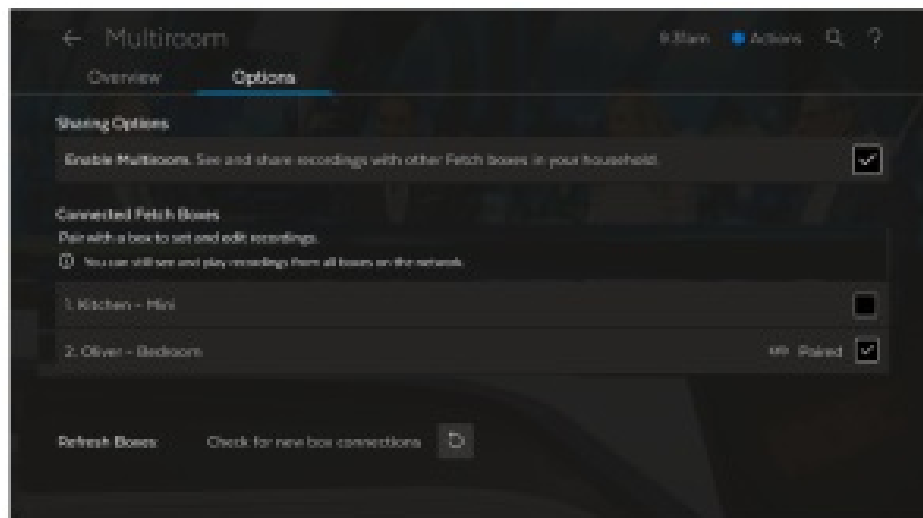 Multiroom
9:31am Actions ?
Overview Options
Sharing Options
Enable Multiroom. See and share recordings with other Fetch boxes in your household.
Connected Fetch Boxes
Pair with a box to set and edit recordings.
You can still see and play recordings from all boxes on the network.
1. Kitchen - Mini
2. Oliver - Bedroom Paired
Refresh Boxes Check for new box connections